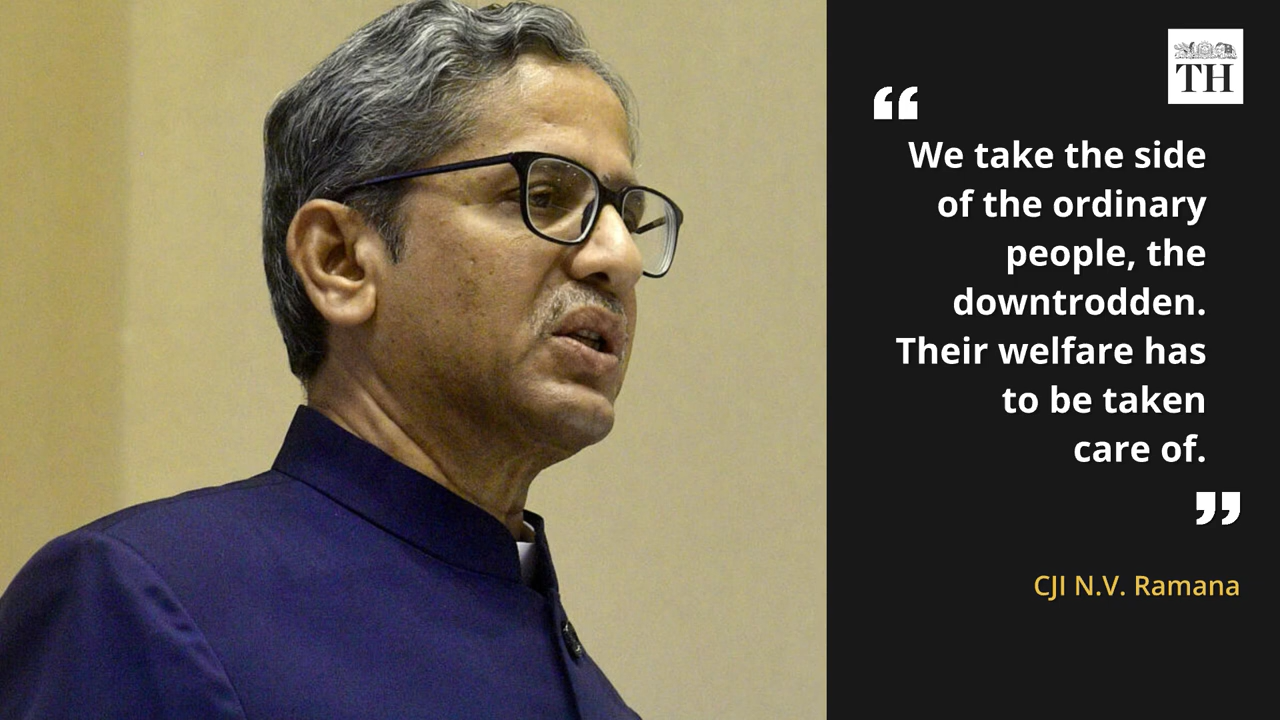 TH
“
We take the side
of the ordinary
people, the
downtrodden.
Their welfare has
to be taken
care of.
”
CJI N.V. Ramana